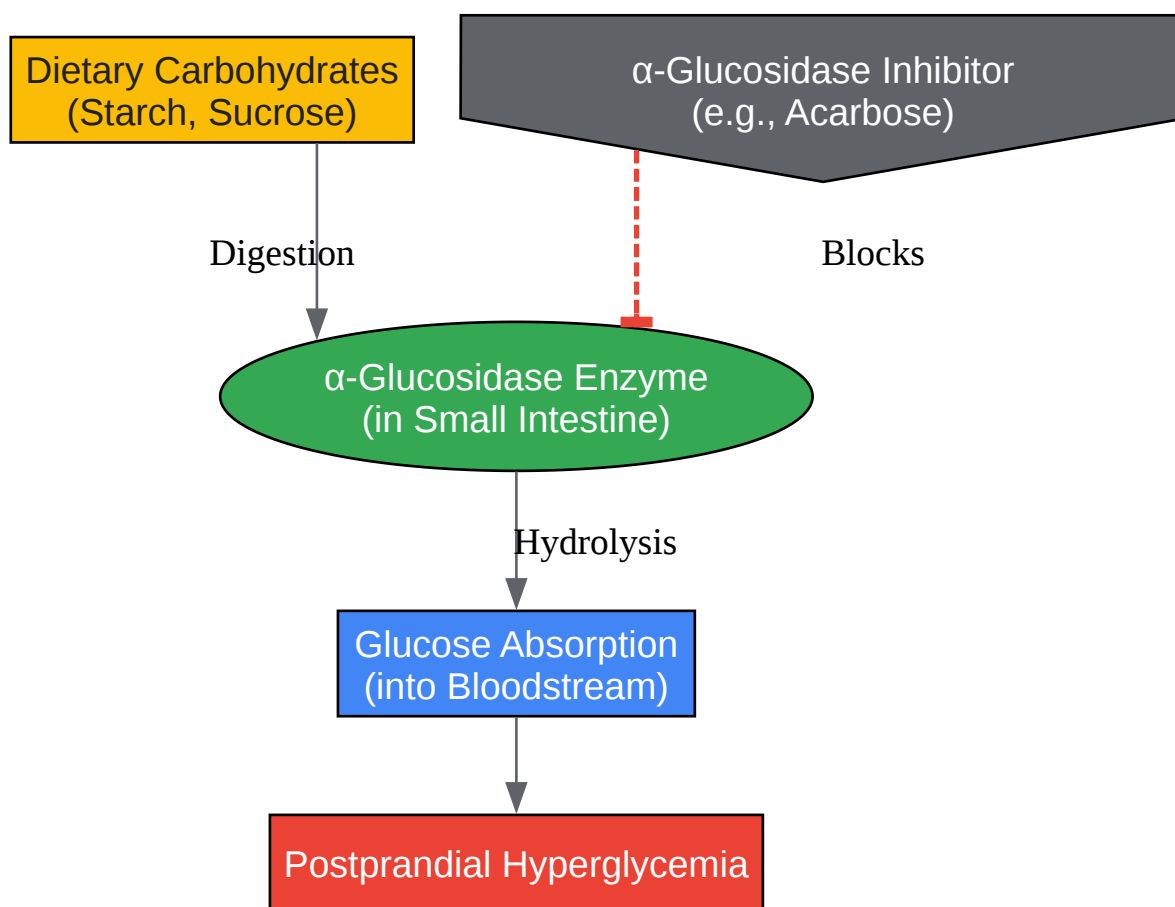 Dietary Carbohydrates
(Starch, Sucrose)
α-Glucosidase Inhibitor
(e.g., Acarbose)
Digestion
Blocks
α-Glucosidase Enzyme
(in Small Intestine)
Hydrolysis
Glucose Absorption
(into Bloodstream)
Postprandial Hyperglycemia